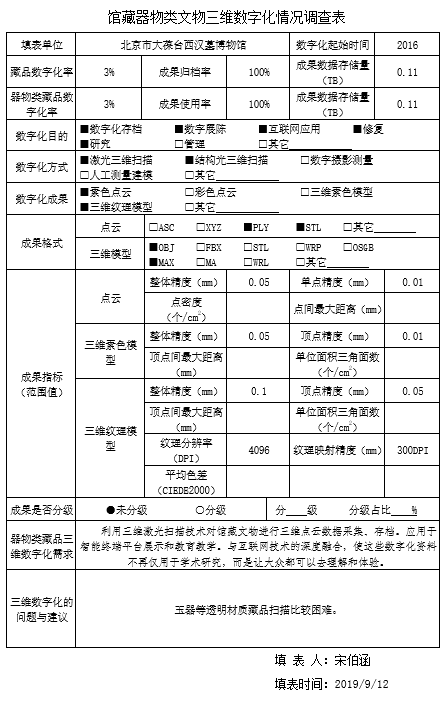 馆藏器物类文物三维数字化情况调查表
填表单位 北京市大葆台西汉墓博物馆 数字化起始时间 2016
藏品数字化率 3% 成果归档率 100% 成果数据存储量（TB） 0.11
器物类藏品数字化率 3% 成果使用率 100% 成果数据存储量（TB） 0.11
数字化目的 ■数字化存档 ■数字展陈 ■互联网应用 ■修复
■研究 □管理 □其它
数字化方式 ■激光三维扫描 ■结构光三维扫描 □数字摄影测量
□人工测量建模 □其它
数字化成果 ■素色点云 □彩色点云 □三维素色模型
■三维纹理模型 □其它
成果格式 点云 □ASC □XYZ ■PLY ■STL □其它
三维模型 ■OBJ □FBX □STL □WRP □OSGB
■MAX □MA □WRL □其它
成果指标（范围值） 点云 整体精度（mm） 0.05 单点精度（mm） 0.01
点密度（个/cm²） 点间最大距离（mm）
三维素色模型 整体精度（mm） 0.05 顶点精度（mm） 0.01
顶点间最大距离（mm） 单位面积三角面数（个/cm²）
三维纹理模型 整体精度（mm） 0.1 顶点精度（mm） 0.05
顶点间最大距离（mm） 单位面积三角面数（个/cm²）
纹理分辨率（DPI） 4096 纹理映射精度（mm） 300DPI
平均色差（CIEDE2000）
成果是否分级 ●未分级 ○分级 分____级 分级占比____%
器物类藏品三维数字化需求 利用三维激光扫描技术对馆藏文物进行三维点云数据采集、存档。应用于
智能终端平台展示和教育教学。与互联网技术的深度融合，使这些数字化资料
不再仅用于学术研究，而是让大众都可以去理解和体验。
三维数字化的问题与建议 玉器等透明材质藏品扫描比较困难。
填 表 人：宋伯涵
填表时间：2019/9/12